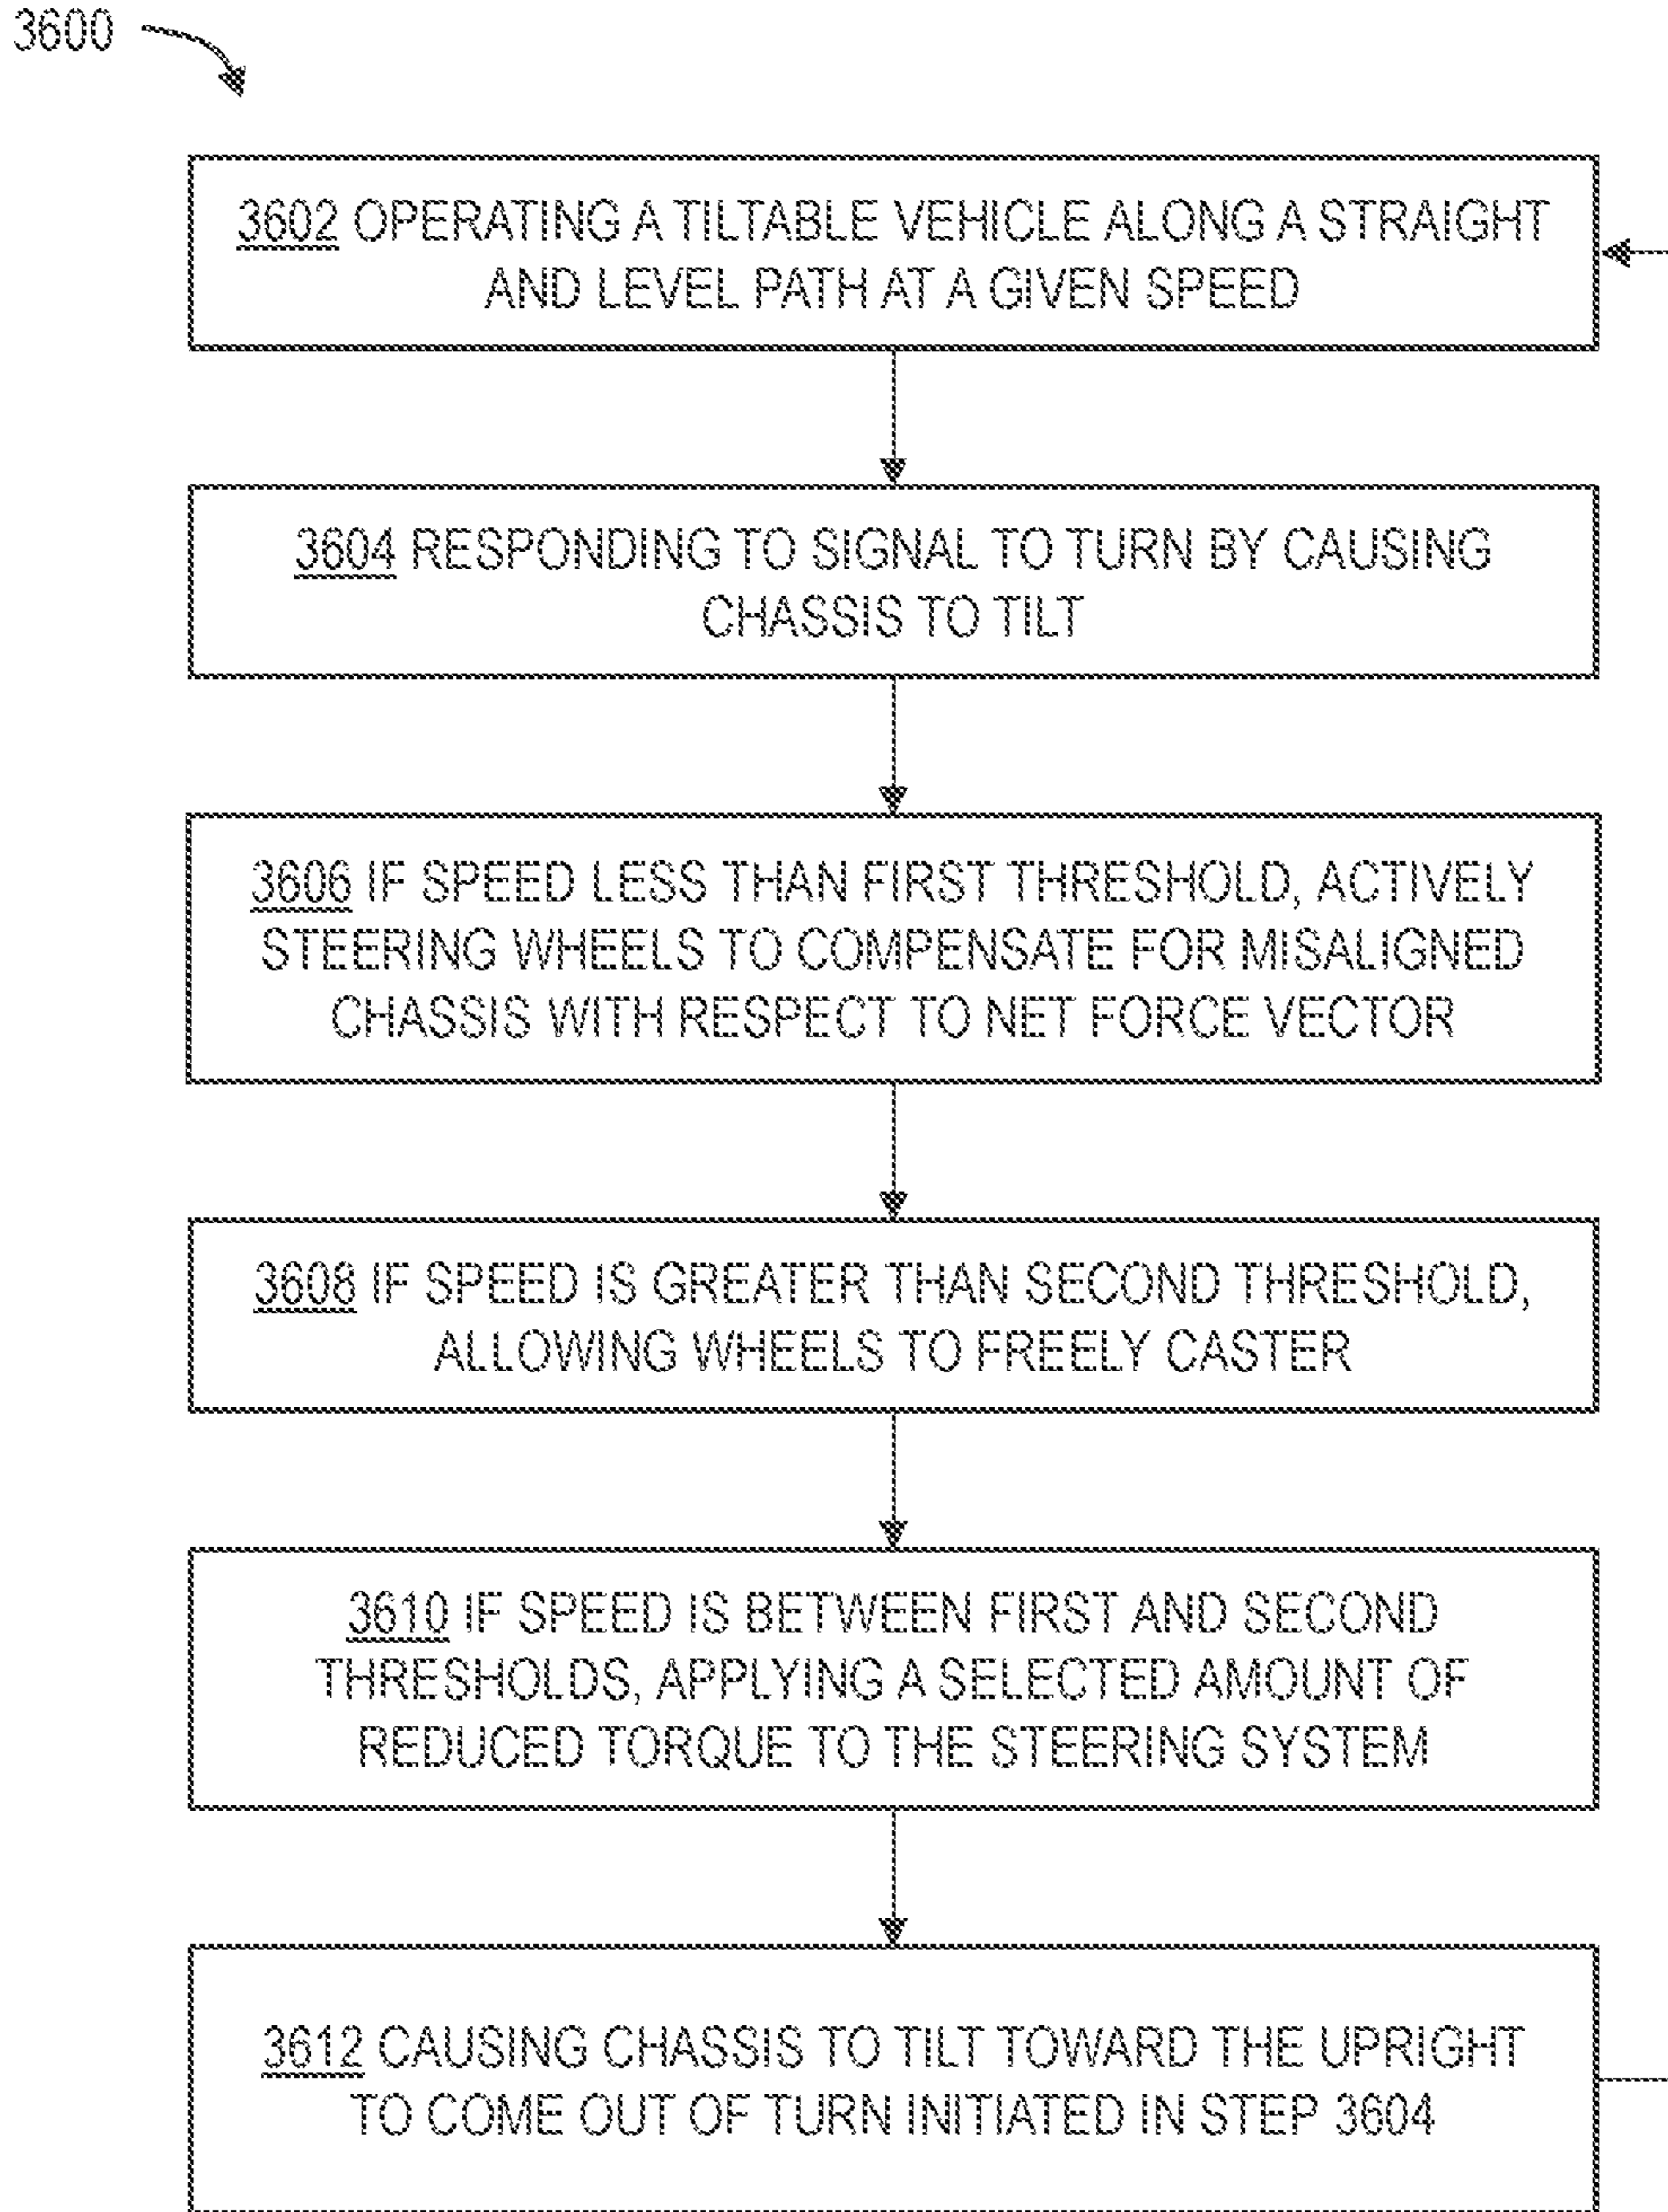 3600
3602 OPERATING A TILTABLE VEHICLE ALONG A STRAIGHT
AND LEVEL PATH AT A GIVEN SPEED
3604 RESPONDING TO SIGNAL TO TURN BY CAUSING
CHASSIS TO TILT
3606 IF SPEED LESS THAN FIRST THRESHOLD, ACTIVELY
STEERING WHEELS TO COMPENSATE FOR MISALIGNED
CHASSIS WITH RESPECT TO NET FORCE VECTOR
3608 IF SPEED IS GREATER THAN SECOND THRESHOLD,
ALLOWING WHEELS TO FREELY CASTER
3610 IF SPEED IS BETWEEN FIRST AND SECOND
THRESHOLDS, APPLYING A SELECTED AMOUNT OF
REDUCED TORQUE TO THE STEERING SYSTEM
3612 CAUSING CHASSIS TO TILT TOWARD THE UPRIGHT
TO COME OUT OF TURN INITIATED IN STEP 3604